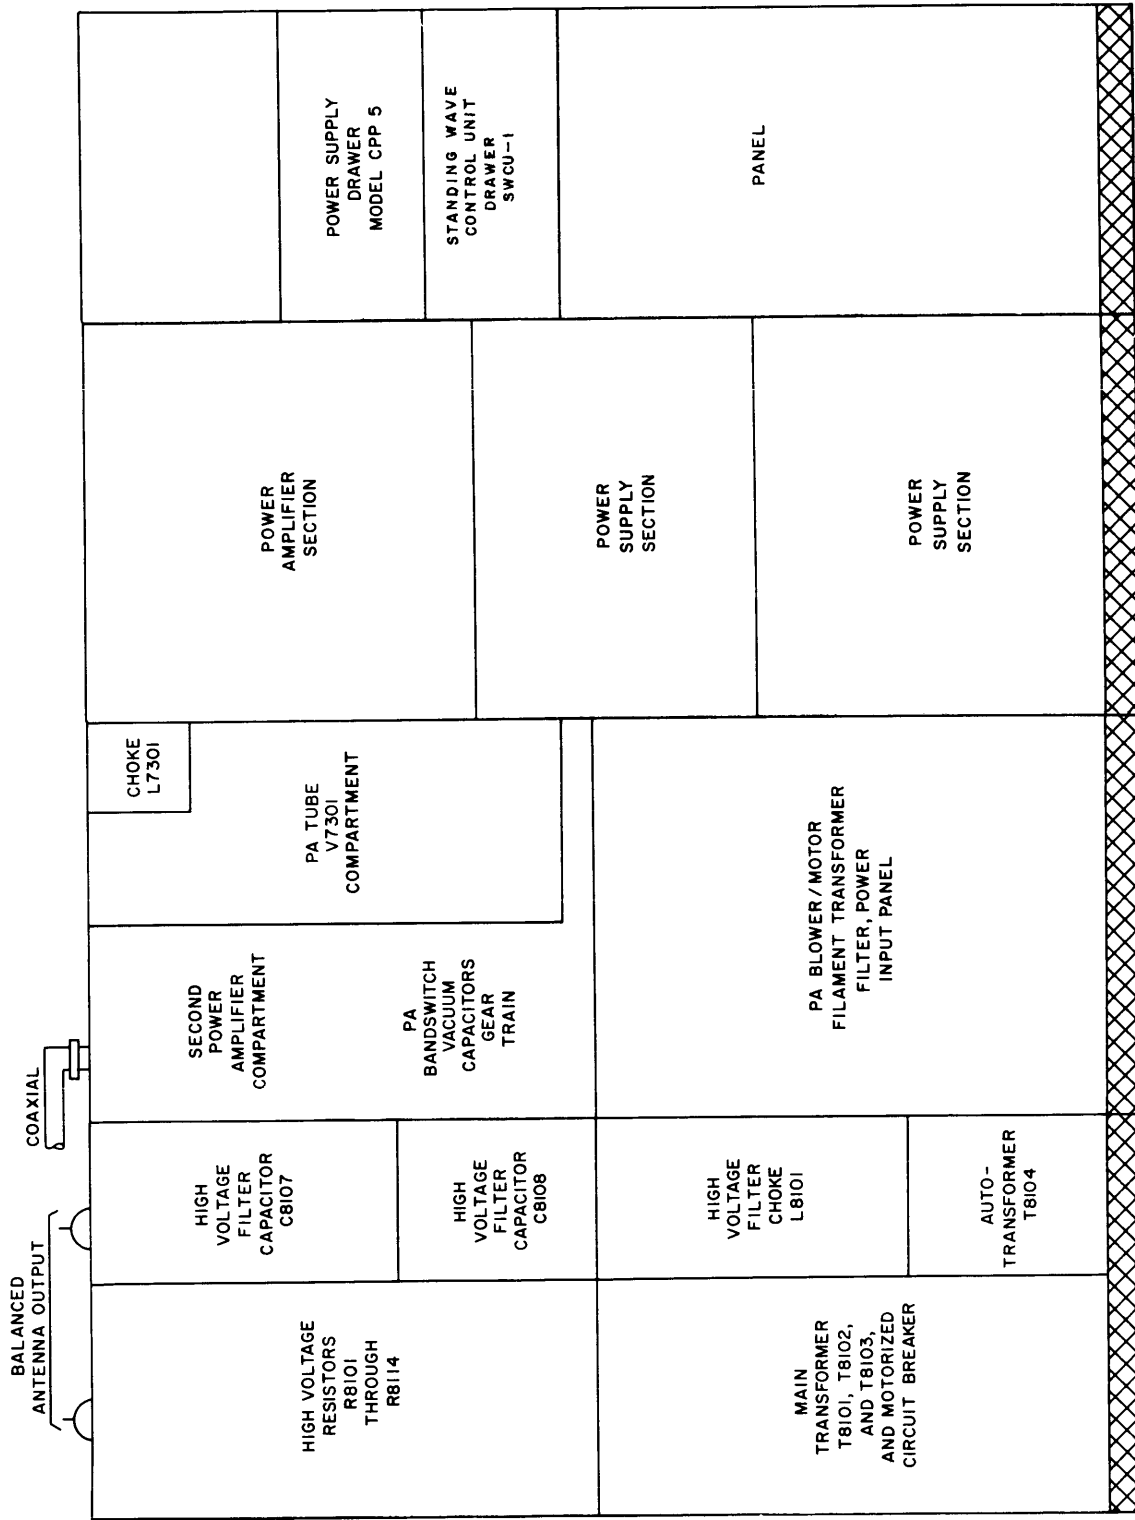 BALANCED
ANTENNA OUTPUT
COAXIAL
HIGH VOLTAGE
RESISTORS
R8101
THROUGH
R8114
HIGH
VOLTAGE
FILTER
CAPACITOR
C8107
HIGH
VOLTAGE
FILTER
CAPACITOR
C8108
SECOND
POWER
AMPLIFIER
COMPARTMENT
PA
BANDSWITCH
VACUUM
CAPACITORS
GEAR
TRAIN
CHOKE
L7301
PA TUBE
V7301
COMPARTMENT
MAIN
TRANSFORMER
T8101, T8102,
AND T8103,
AND MOTORIZED
CIRCUIT BREAKER
HIGH
VOLTAGE
FILTER
CHOKE
L8101
AUTO-
TRANSFORMER
T8104
PA BLOWER/MOTOR
FILAMENT TRANSFORMER
FILTER, POWER
INPUT PANEL
POWER
AMPLIFIER
SECTION
POWER
SUPPLY
SECTION
POWER
SUPPLY
SECTION
POWER SUPPLY
DRAWER
MODEL CPP 5
STANDING WAVE
CONTROL UNIT
DRAWER
SWCU-1
PANEL